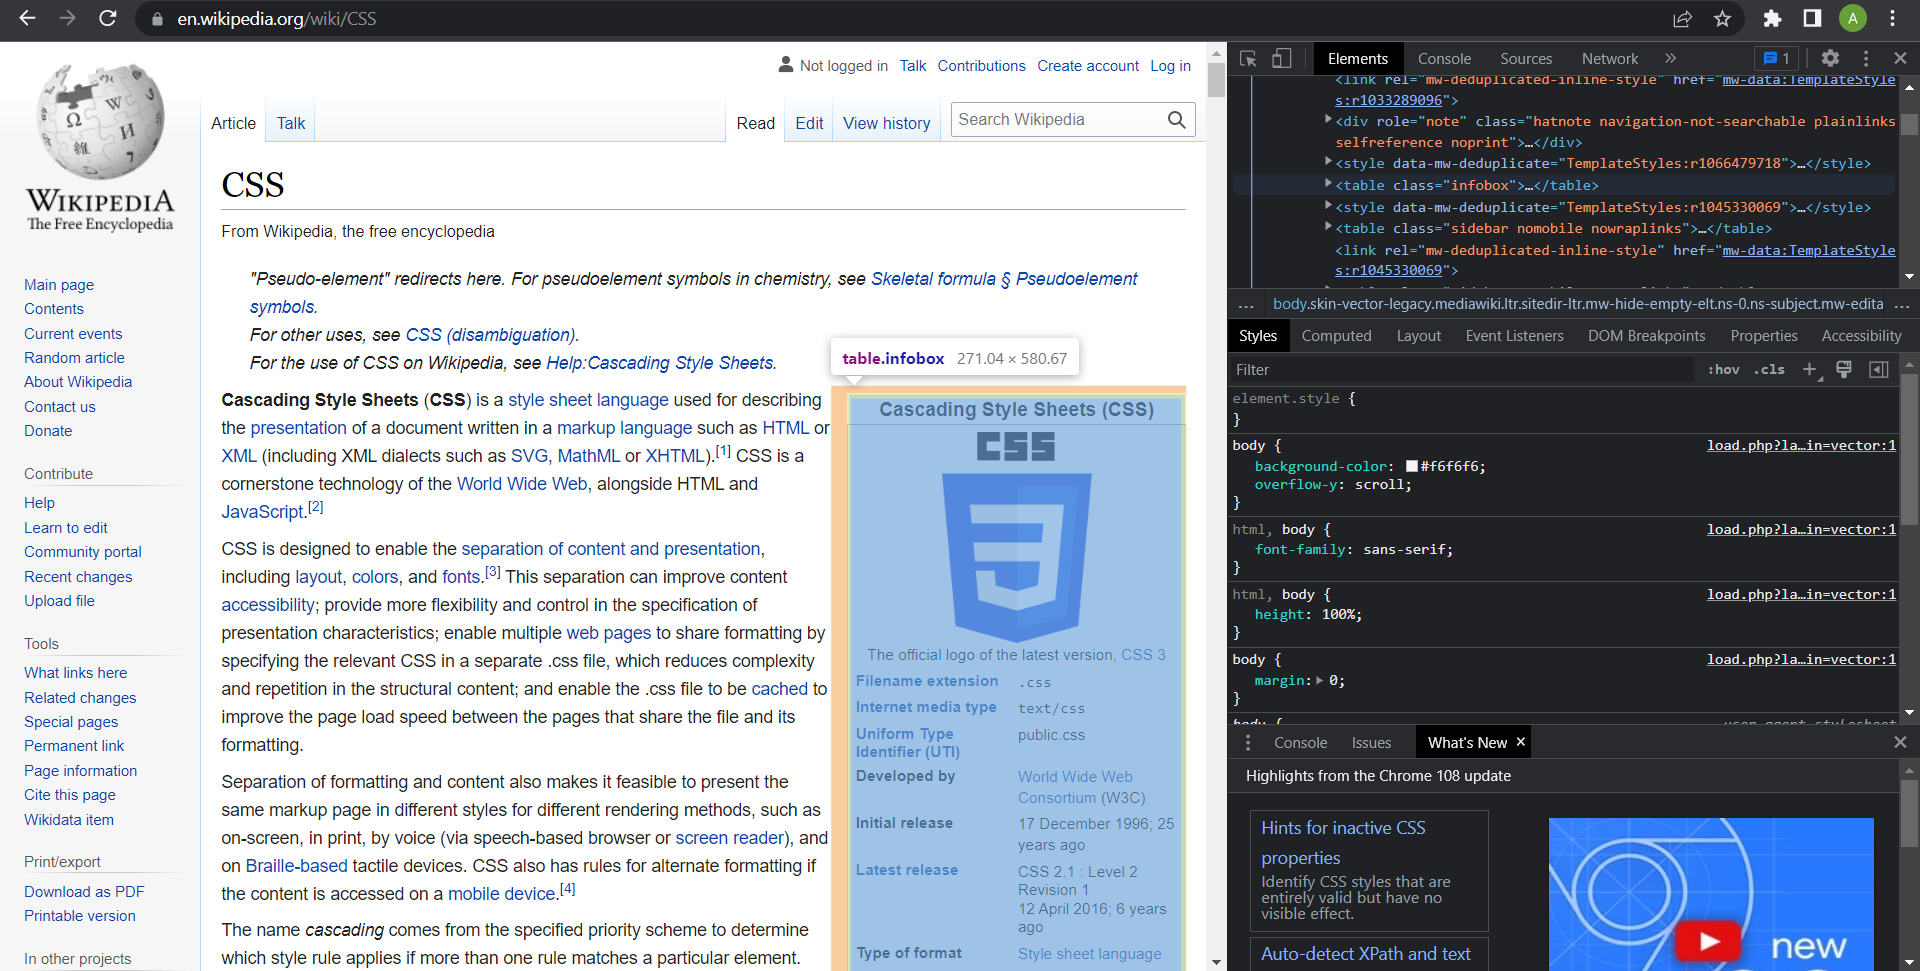 en.wikipedia.org/wiki/CSS
A
Not logged in Talk Contributions Create account Log in
Article Talk
Read Edit View history
Search Wikipedia
WIKIPEDIA
The Free Encyclopedia
Main page
Contents
Current events
Random article
About Wikipedia
Contact us
Donate
Contribute
Help
Learn to edit
Community portal
Recent changes
Upload file
Tools
What links here
Related changes
Special pages
Permanent link
Page information
Cite this page
Wikidata item
Print/export
Download as PDF
Printable version
In other projects
CSS
From Wikipedia, the free encyclopedia
"Pseudo-element" redirects here. For pseudoelement symbols in chemistry, see Skeletal formula § Pseudoelement
symbols.
For other uses, see CSS (disambiguation).
For the use of CSS on Wikipedia, see Help:Cascading Style Sheets.
Cascading Style Sheets (CSS) is a style sheet language used for describing
the presentation of a document written in a markup language such as HTML or
XML (including XML dialects such as SVG, MathML or XHTML).[1] CSS is a
cornerstone technology of the World Wide Web, alongside HTML and
JavaScript.[2]
CSS is designed to enable the separation of content and presentation,
including layout, colors, and fonts.[3] This separation can improve content
accessibility; provide more flexibility and control in the specification of
presentation characteristics; enable multiple web pages to share formatting by
specifying the relevant CSS in a separate .css file, which reduces complexity
and repetition in the structural content; and enable the .css file to be cached to
improve the page load speed between the pages that share the file and its
formatting.
Separation of formatting and content also makes it feasible to present the
same markup page in different styles for different rendering methods, such as
on-screen, in print, by voice (via speech-based browser or screen reader), and
on Braille-based tactile devices. CSS also has rules for alternate formatting if
the content is accessed on a mobile device.[4]
The name cascading comes from the specified priority scheme to determine
which style rule applies if more than one rule matches a particular element.
table.infobox 271.04 × 580.67
Cascading Style Sheets (CSS)
CSS
3
The official logo of the latest version, CSS 3
Filename extension .css
Internet media type text/css
Uniform Type public.css
Identifier (UTI)
Developed by World Wide Web
Consortium (W3C)
Initial release 17 December 1996; 25
years ago
Latest release CSS 2.1 : Level 2
Revision 1
12 April 2016; 6 years
ago
Type of format Style sheet language
Elements Console Sources Network » 1
<link rel="mw-deduplicated-inline-style" href="mw-data:TemplateStyle
s:r1033289096">
<div role="note" class="hatnote navigation-not-searchable plainlinks
selfreference noprint">…</div>
<style data-mw-deduplicate="TemplateStyles:r1066479718">…</style>
<table class="infobox">…</table>
<style data-mw-deduplicate="TemplateStyles:r1045330069">…</style>
<table class="sidebar nomobile nowraplinks">…</table>
<link rel="mw-deduplicated-inline-style" href="mw-data:TemplateStyle
s:r1045330069">
... body.skin-vector-legacy.mediawiki.ltr.sitedir-ltr.mw-hide-empty-elt.ns-0.ns-subject.mw-edita ...
Styles Computed Layout Event Listeners DOM Breakpoints Properties Accessibility
Filter :hov .cls +
element.style {
}
body { load.php?la…in=vector:1
background-color: #f6f6f6;
overflow-y: scroll;
}
html, body { load.php?la…in=vector:1
font-family: sans-serif;
}
html, body { load.php?la…in=vector:1
height: 100%;
}
body { load.php?la…in=vector:1
margin: 0;
}
body { user agent stylesheet
Console Issues What's New ×
Highlights from the Chrome 108 update
Hints for inactive CSS
properties
Identify CSS styles that are
entirely valid but have no
visible effect.
Auto-detect XPath and text
new